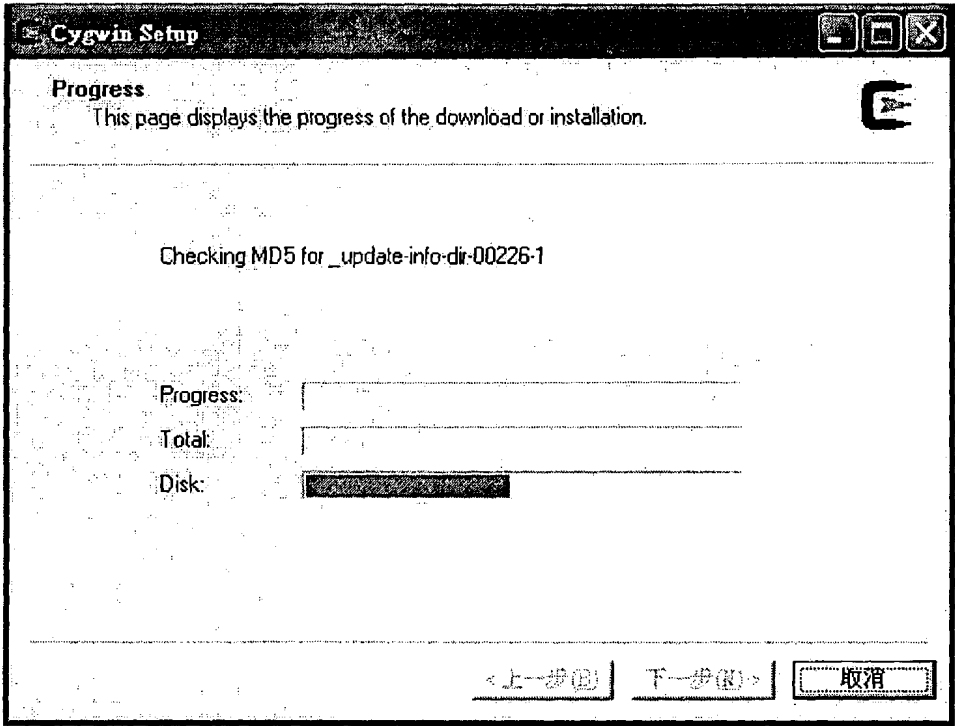 Cygwin Setup
Progress
This page displays the progress of the download or installation.
Checking MD5 for _update-info-dir-00226-1
Progress:
Total:
Disk:
<上一步(B) 下一步(N)> 取消